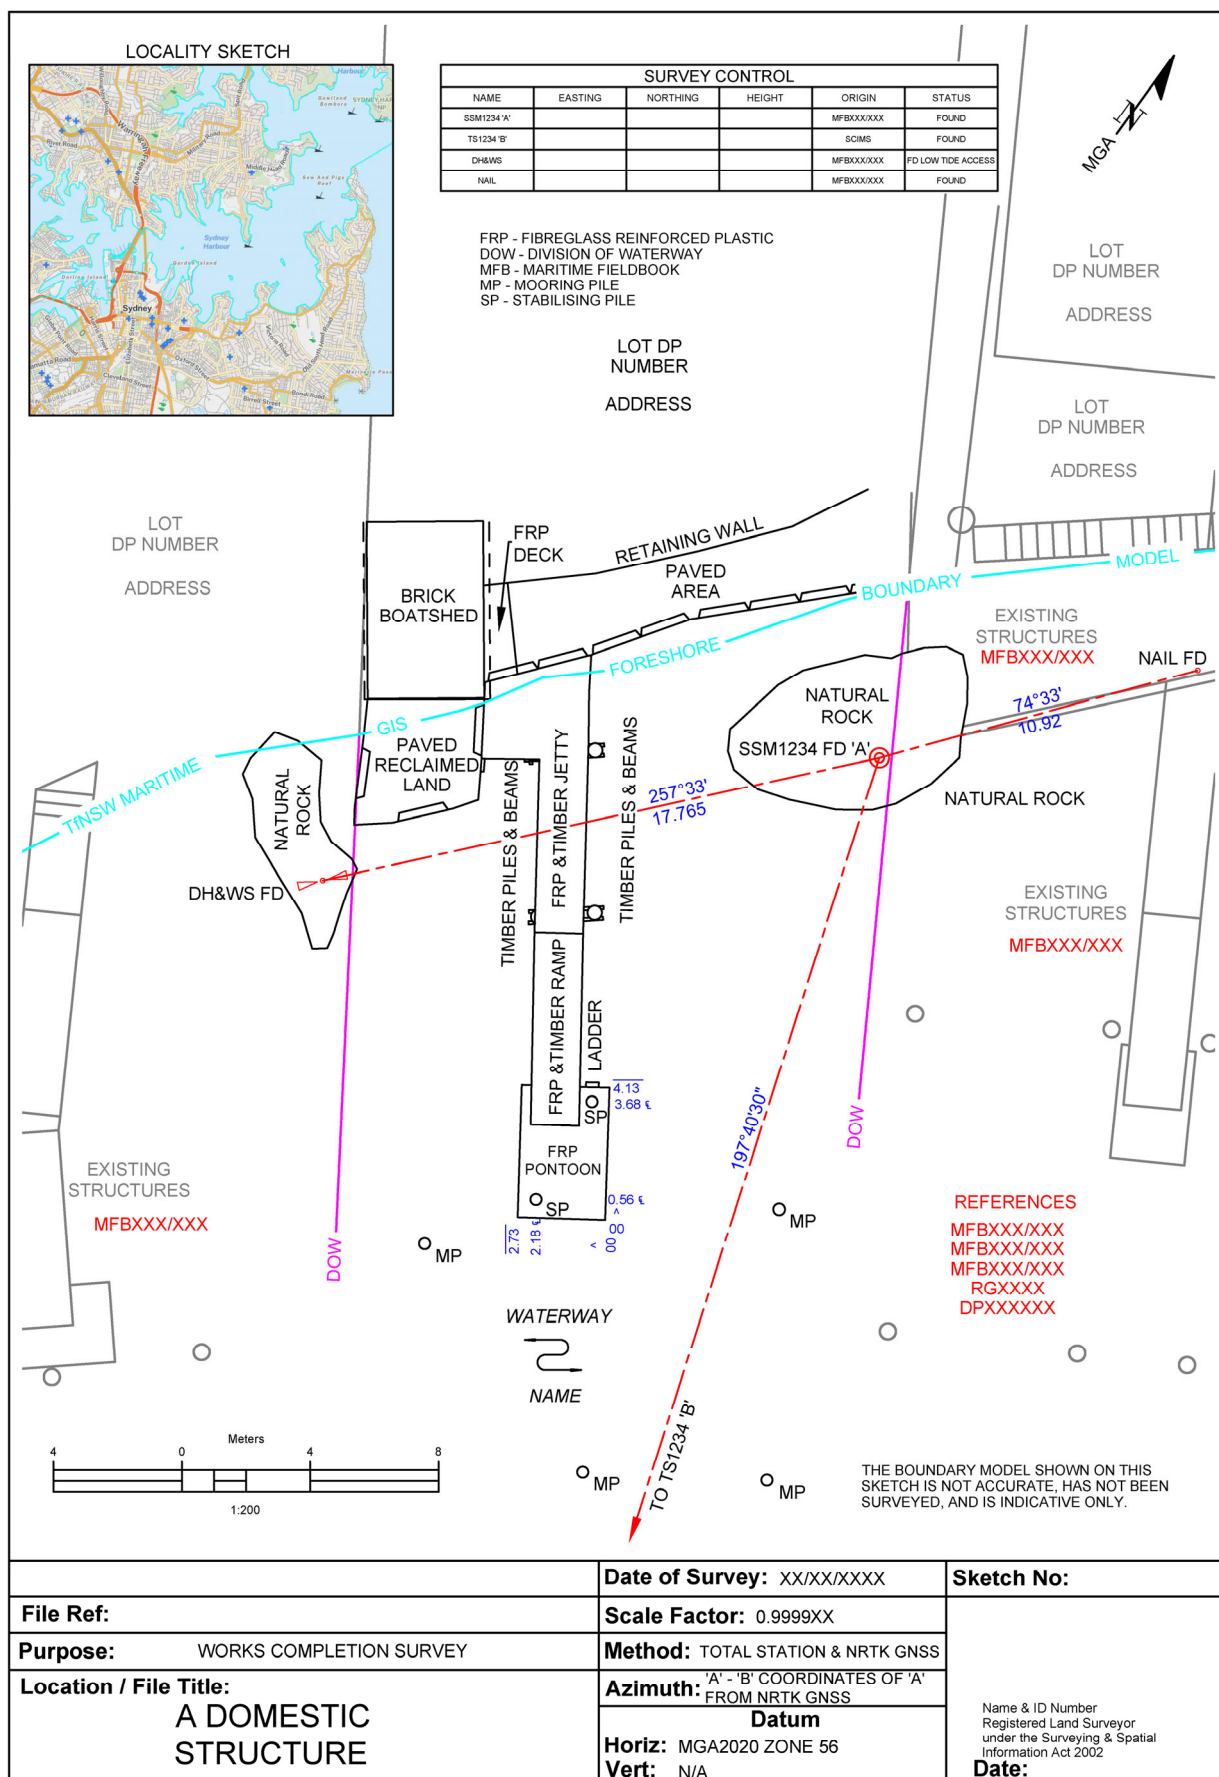 LOCALITY SKETCH
SURVEY CONTROL
NAME EASTING NORTHING HEIGHT ORIGIN STATUS
SSM1234 'A' MFBXXX/XXX FOUND
TS1234 'B' SCIMS FOUND
DH&WS MFBXXX/XXX FD LOW TIDE ACCESS
NAIL MFBXXX/XXX FOUND
MGA
N
Sydney
Harbour
Sydney
FRP - FIBREGLASS REINFORCED PLASTIC
DOW - DIVISION OF WATERWAY
MFB - MARITIME FIELDBOOK
MP - MOORING PILE
SP - STABILISING PILE
LOT DP
NUMBER
ADDRESS
LOT
DP NUMBER
ADDRESS
LOT
DP NUMBER
ADDRESS
LOT
DP NUMBER
ADDRESS
FRP
DECK
RETAINING WALL
PAVED
AREA
BRICK
BOATSHED
TfNSW MARITIME GIS FORESHORE BOUNDARY MODEL
EXISTING
STRUCTURES
MFBXXX/XXX
NAIL FD
74°33'
10.92
NATURAL
ROCK
SSM1234 FD 'A'
NATURAL ROCK
PAVED
RECLAIMED
LAND
NATURAL
ROCK
257°33'
17.765
DH&WS FD
TIMBER PILES & BEAMS
FRP &TIMBER JETTY
TIMBER PILES & BEAMS
EXISTING
STRUCTURES
MFBXXX/XXX
FRP &TIMBER RAMP
LADDER
4.13
3.68 ℄
SP
FRP
PONTOON
SP
0.56 ℄
^
00
<
00
2.73
2.18 ℄
197°40'30"
DOW
DOW
EXISTING
STRUCTURES
MFBXXX/XXX
MP
MP
REFERENCES
MFBXXX/XXX
MFBXXX/XXX
MFBXXX/XXX
RGXXXX
DPXXXXXX
WATERWAY
NAME
TO TS1234 'B'
MP
MP
Meters
4 0 4 8
1:200
THE BOUNDARY MODEL SHOWN ON THIS
SKETCH IS NOT ACCURATE, HAS NOT BEEN
SURVEYED, AND IS INDICATIVE ONLY.
Date of Survey: XX/XX/XXXX
Sketch No:
File Ref:
Scale Factor: 0.9999XX
Purpose: WORKS COMPLETION SURVEY
Method: TOTAL STATION & NRTK GNSS
Location / File Title:
A DOMESTIC
STRUCTURE
Azimuth: 'A' - 'B' COORDINATES OF 'A'
FROM NRTK GNSS
Datum
Horiz: MGA2020 ZONE 56
Vert: N/A
Name & ID Number
Registered Land Surveyor
under the Surveying & Spatial
Information Act 2002
Date: